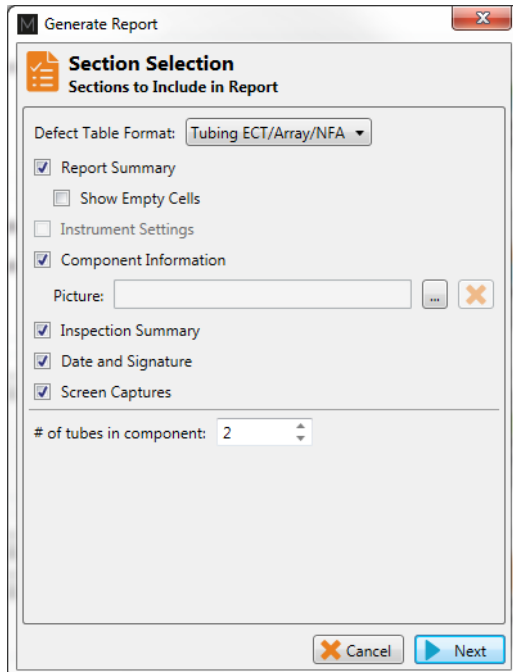 M Generate Report
Section Selection
Sections to Include in Report
Defect Table Format: Tubing ECT/Array/NFA
Report Summary
Show Empty Cells
Instrument Settings
Component Information
Picture: ...
Inspection Summary
Date and Signature
Screen Captures
# of tubes in component: 2
Cancel Next